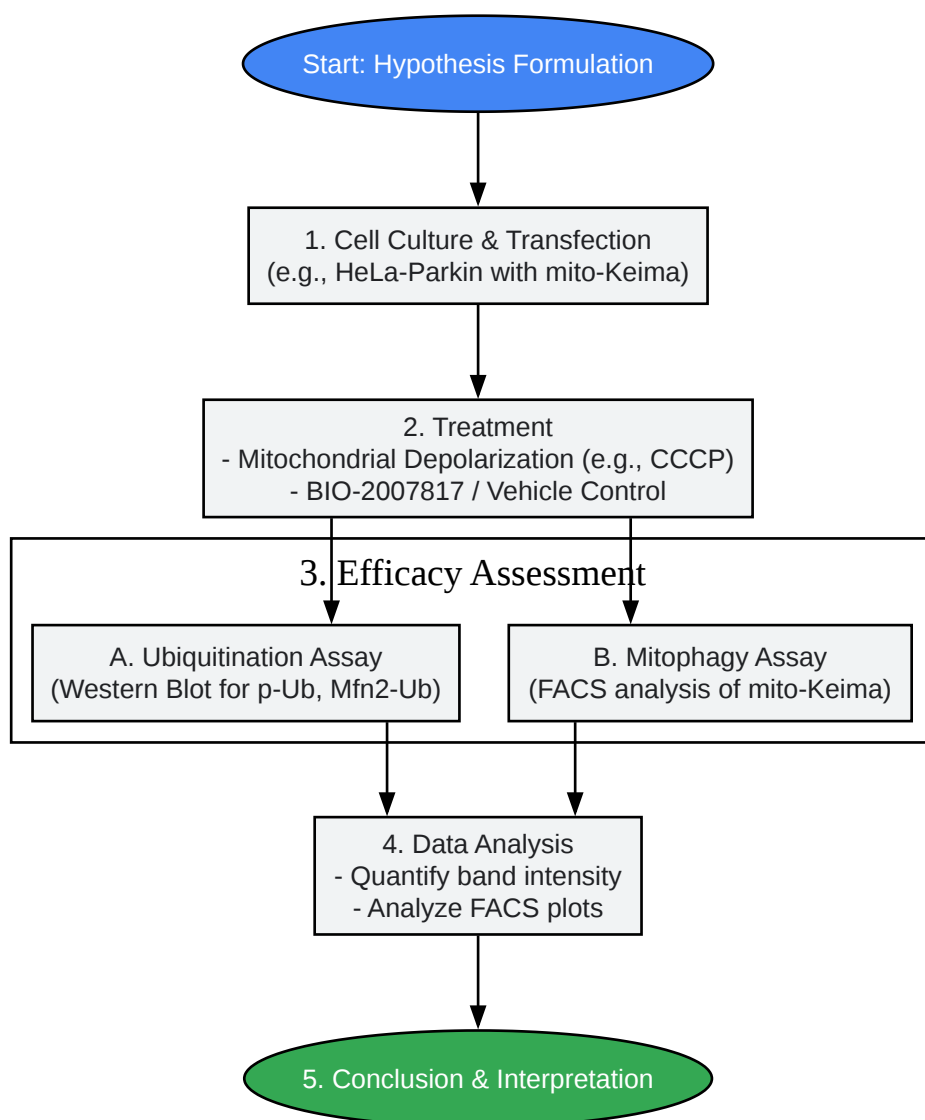 Start: Hypothesis Formulation
1. Cell Culture & Transfection
(e.g., HeLa-Parkin with mito-Keima)
2. Treatment
- Mitochondrial Depolarization (e.g., CCCP)
- BIO-2007817 / Vehicle Control
3. Efficacy Assessment
A. Ubiquitination Assay
(Western Blot for p-Ub, Mfn2-Ub)
B. Mitophagy Assay
(FACS analysis of mito-Keima)
4. Data Analysis
- Quantify band intensity
- Analyze FACS plots
5. Conclusion & Interpretation